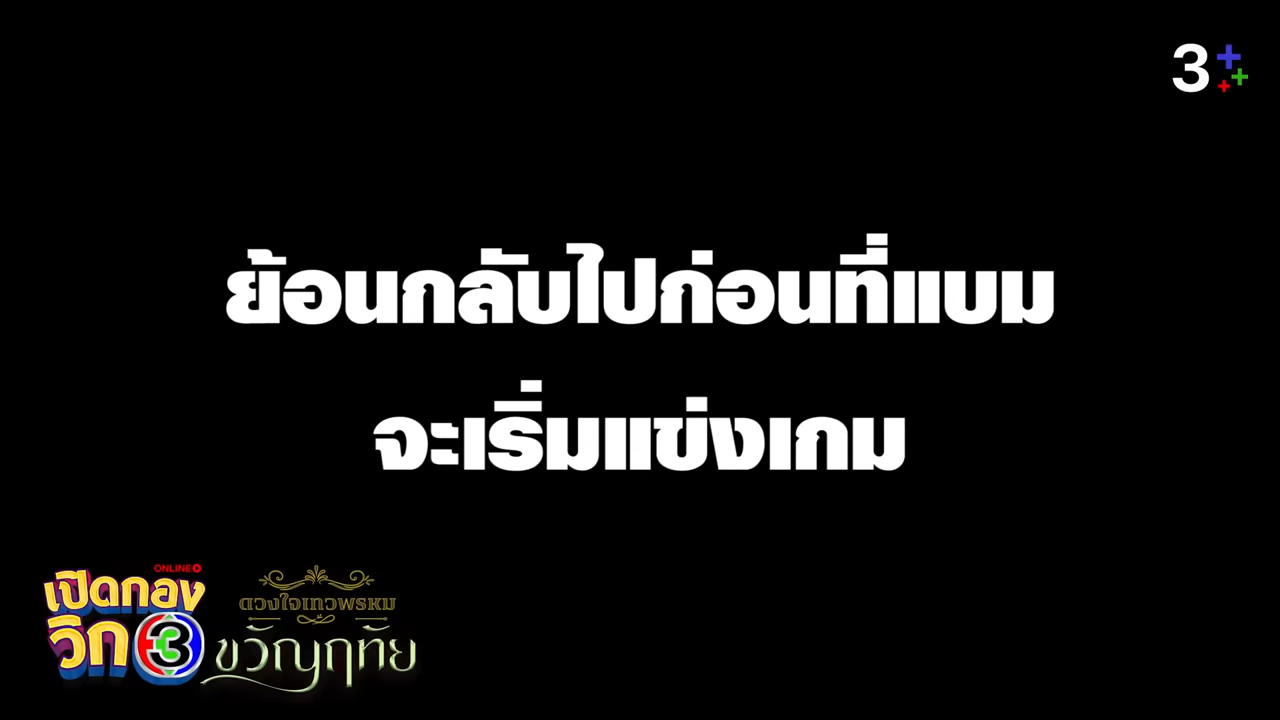 3
ย้อนกลับไปก่อนที่แบม
จะเริ่มแข่งเกม
ONLINE
เปิดกอง
วิก 3
ดวงใจเทวพรหม
ขวัญฤทัย